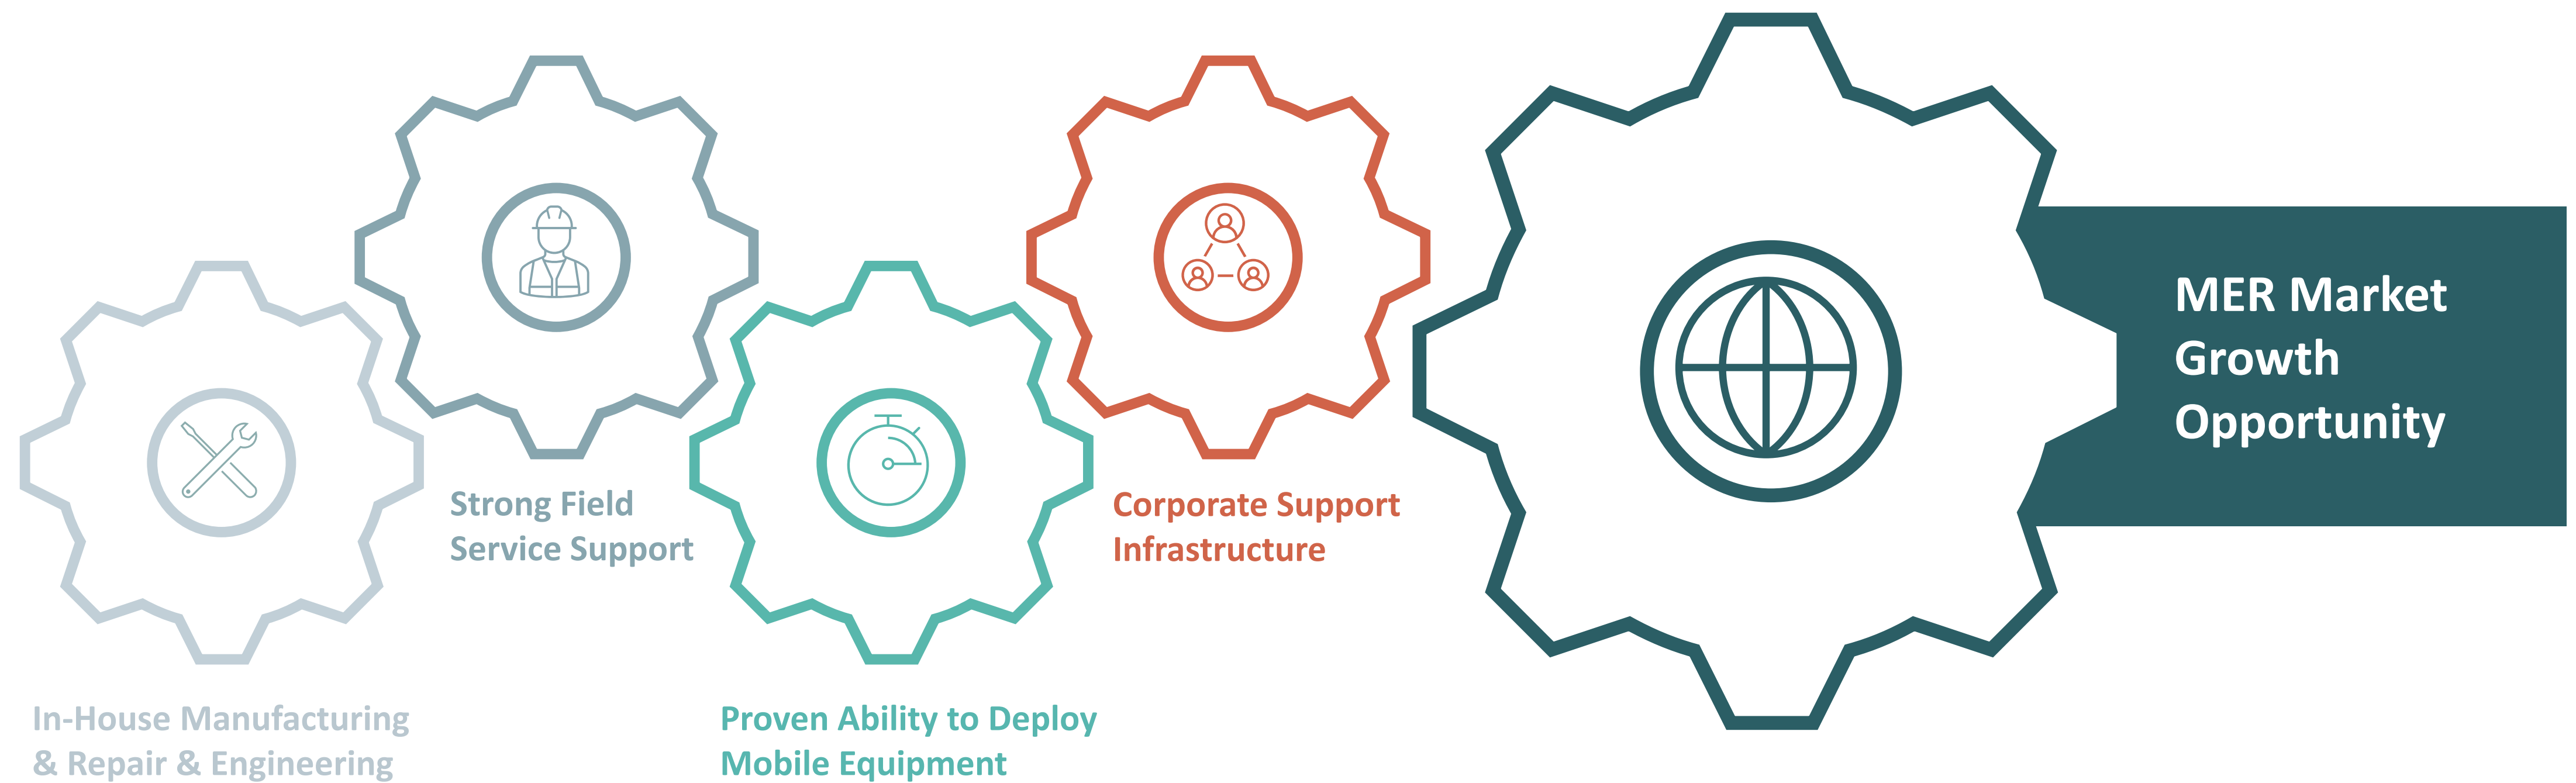 In-House Manufacturing
& Repair & Engineering
Strong Field
Service Support
Proven Ability to Deploy
Mobile Equipment
Corporate Support
Infrastructure
MER Market
Growth
Opportunity